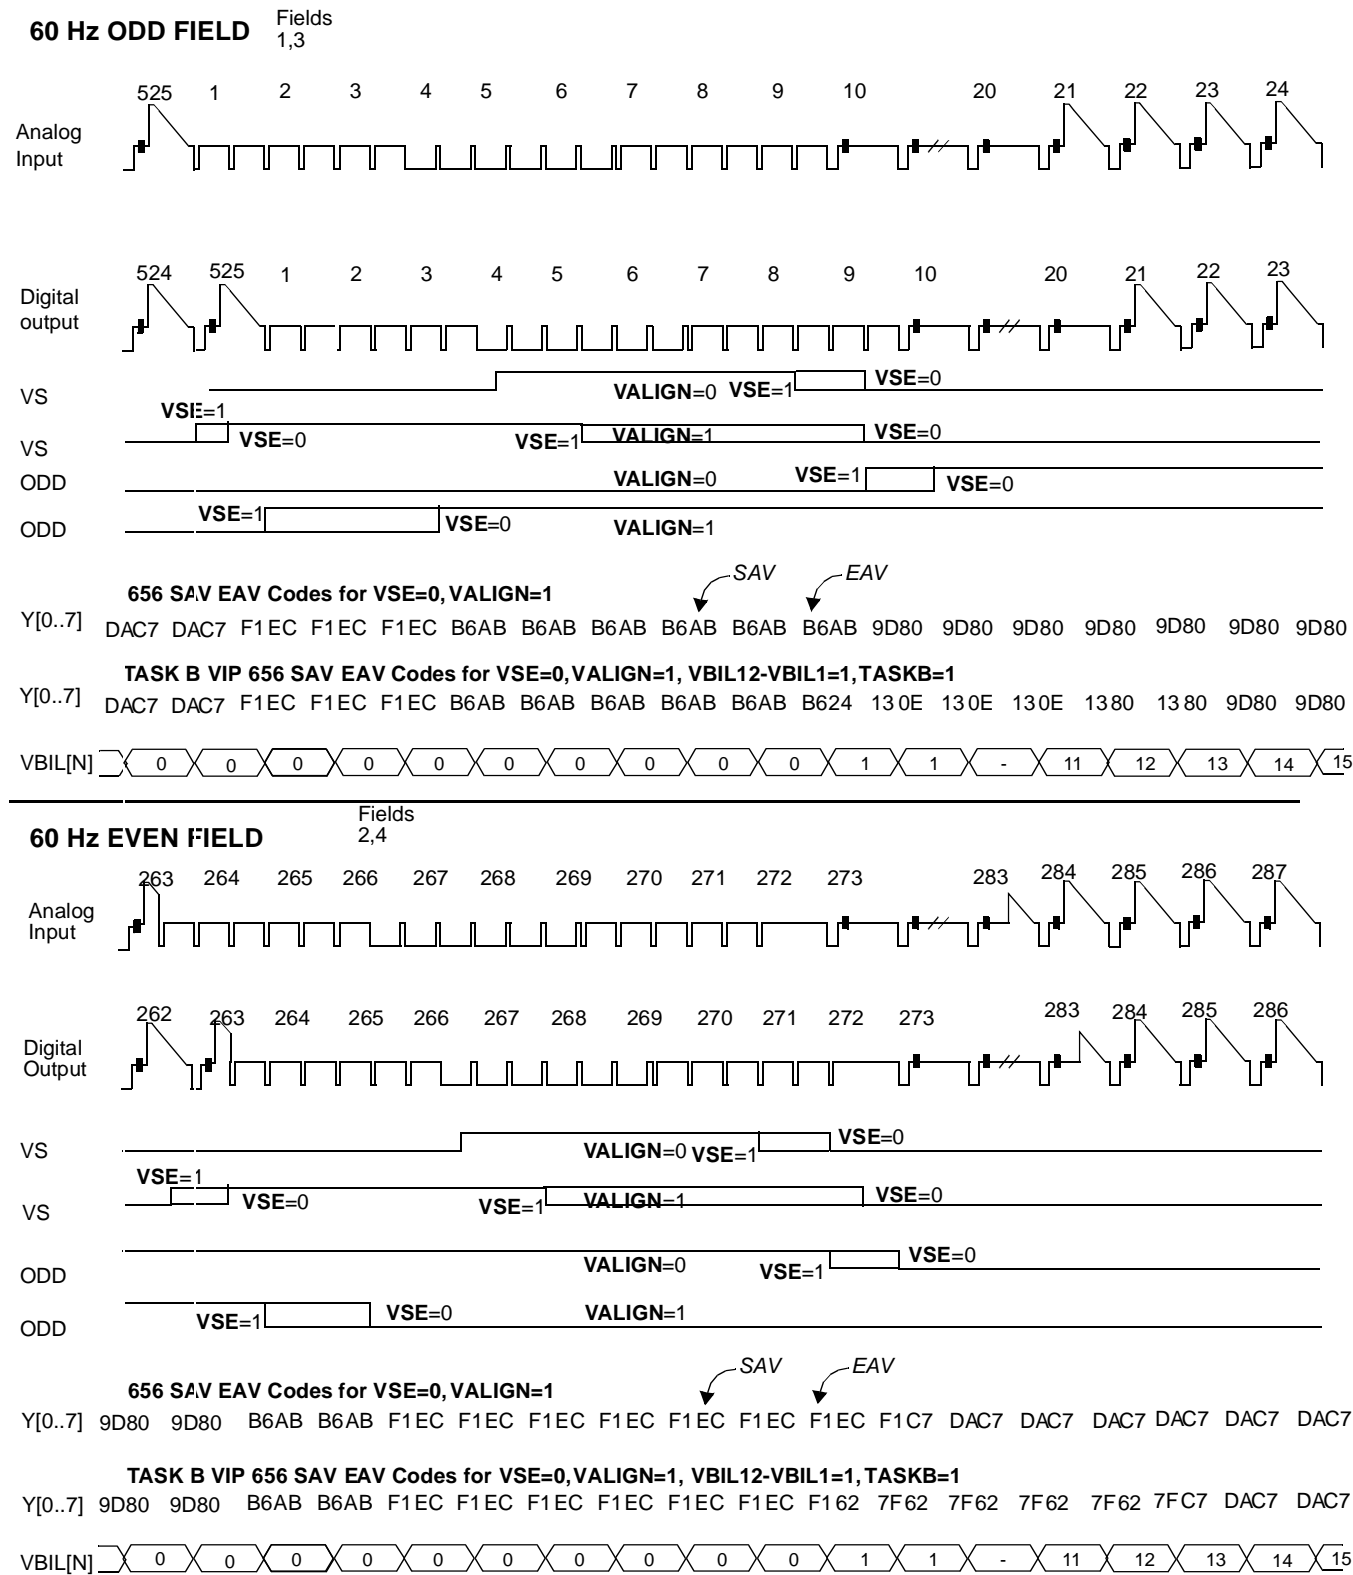 60 Hz ODD FIELD Fields 1,3
525 1 2 3 4 5 6 7 8 9 10 20 21 22 23 24
Analog Input
524 525 1 2 3 4 5 6 7 8 9 10 20 21 22 23
Digital output
VS VALIGN=0 VSE=1 VSE=0
VSE=1
VS VSE=0 VSE=1 VALIGN=1 VSE=0
ODD VALIGN=0 VSE=1 VSE=0
ODD VSE=1 VSE=0 VALIGN=1
SAV EAV
656 SAV EAV Codes for VSE=0, VALIGN=1
Y[0..7] DAC7 DAC7 F1EC F1EC F1EC B6AB B6AB B6AB B6AB B6AB B6AB 9D80 9D80 9D80 9D80 9D80 9D80 9D80
TASK B VIP 656 SAV EAV Codes for VSE=0, VALIGN=1, VBIL12-VBIL1=1, TASKB=1
Y[0..7] DAC7 DAC7 F1EC F1EC F1EC B6AB B6AB B6AB B6AB B6AB B624 130E 130E 130E 1380 1380 9D80 9D80
VBIL[N] 0 0 0 0 0 0 0 0 0 0 1 1 - 11 12 13 14 15
60 Hz EVEN FIELD Fields 2,4
263 264 265 266 267 268 269 270 271 272 273 283 284 285 286 287
Analog Input
262 263 264 265 266 267 268 269 270 271 272 273 283 284 285 286
Digital Output
VS VALIGN=0 VSE=1 VSE=0
VSE=1
VS VSE=0 VSE=1 VALIGN=1 VSE=0
ODD VALIGN=0 VSE=1 VSE=0
ODD VSE=1 VSE=0 VALIGN=1
SAV EAV
656 SAV EAV Codes for VSE=0, VALIGN=1
Y[0..7] 9D80 9D80 B6AB B6AB F1EC F1EC F1EC F1EC F1EC F1EC F1EC F1C7 DAC7 DAC7 DAC7 DAC7 DAC7 DAC7
TASK B VIP 656 SAV EAV Codes for VSE=0, VALIGN=1, VBIL12-VBIL1=1, TASKB=1
Y[0..7] 9D80 9D80 B6AB B6AB F1EC F1EC F1EC F1EC F1EC F1EC F162 7F62 7F62 7F62 7F62 7FC7 DAC7 DAC7
VBIL[N] 0 0 0 0 0 0 0 0 0 0 1 1 - 11 12 13 14 15